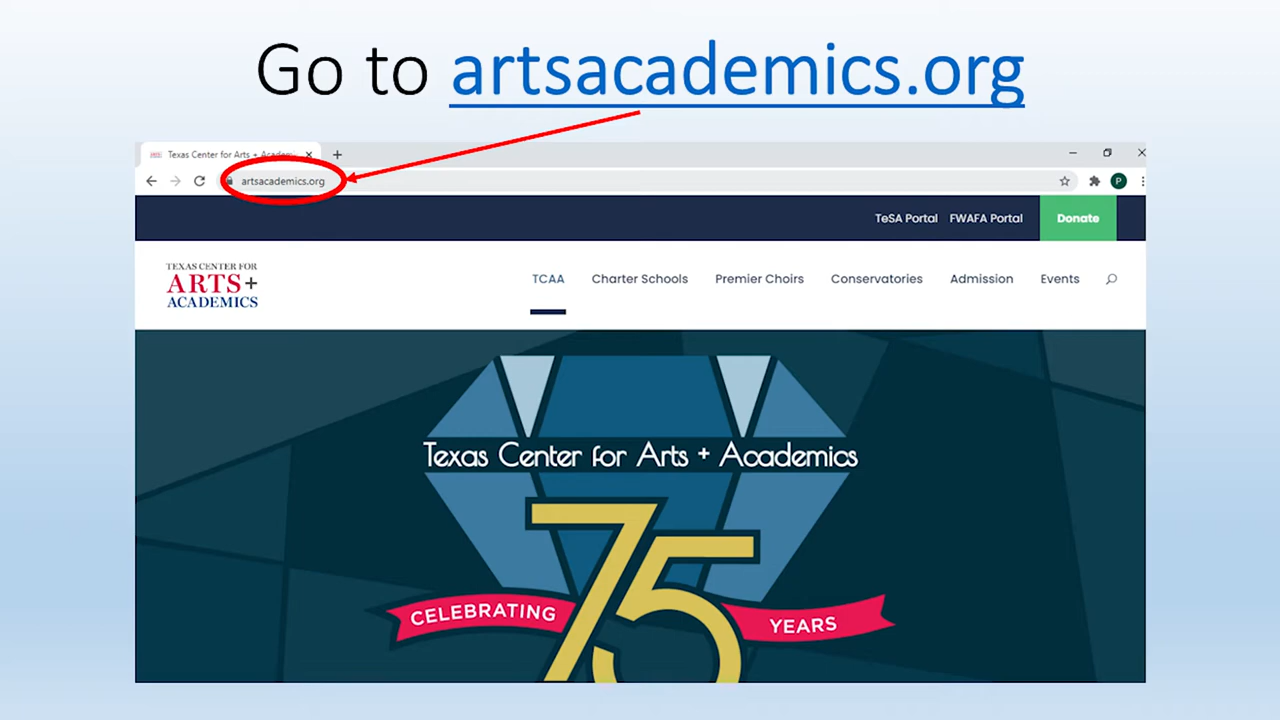 Go to artsacademics.org
Texas Center for Arts + Academic
artsacademics.org
P
TeSA Portal FWAFA Portal Donate
TEXAS CENTER FOR
ARTS+
ACADEMICS
TCAA Charter Schools Premier Choirs Conservatories Admission Events
Texas Center for Arts + Academics
75
CELEBRATING YEARS